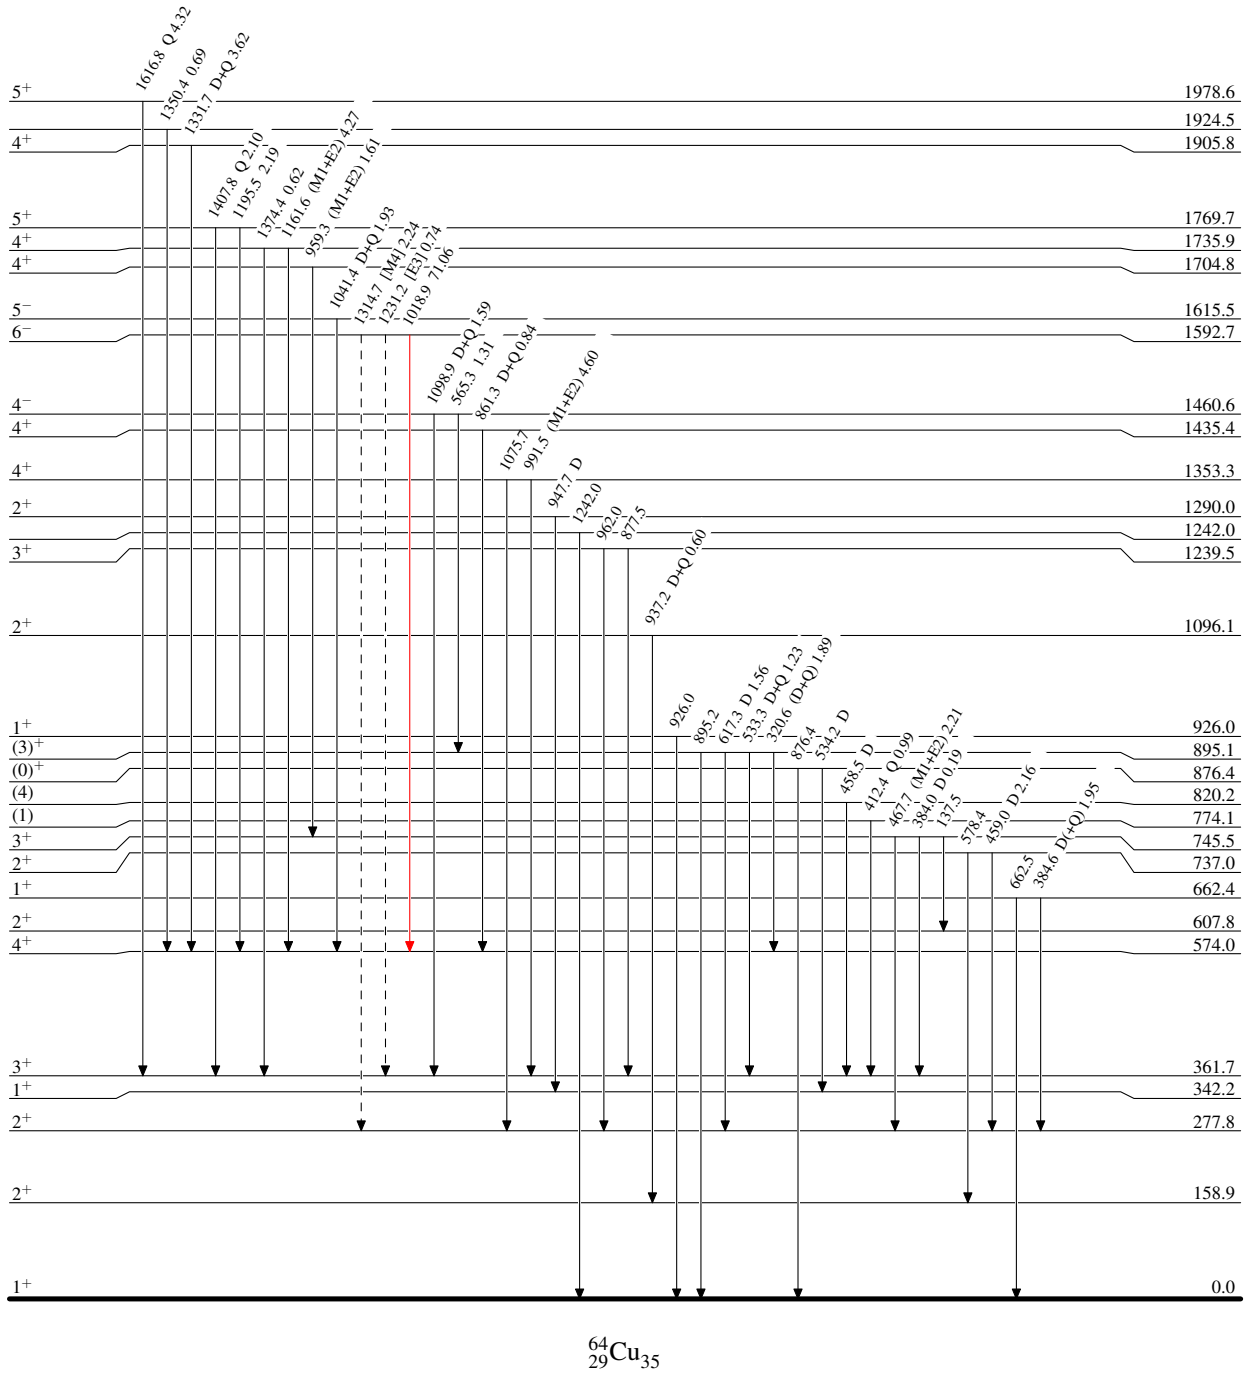 1616.8 Q 4.32
1350.4 0.69
1331.7 D+Q 3.62
5+ 1978.6
1924.5
4+ 1905.8
1407.8 Q 2.10
1195.5 2.19
1374.4 0.62
1161.6 (M1+E2) 4.27
959.3 (M1+E2) 1.61
5+ 1769.7
4+ 1735.9
4+ 1704.8
1041.4 D+Q 1.93
1314.7 [M4] 2.24
1231.2 [E3] 0.74
1018.9 71.06
5− 1615.5
6− 1592.7
1098.9 D+Q 1.59
565.3 1.31
861.3 D+Q 0.84
4− 1460.6
4+ 1435.4
1075.7
991.5 (M1+E2) 4.60
4+ 1353.3
947.7 D
2+ 1290.0
1242.0
1242.0
962.0
877.5
3+ 1239.5
937.2 D+Q 0.60
2+ 1096.1
926.0
895.2
617.3 D 1.56
533.3 D+Q 1.23
320.6 (D+Q) 1.89
1+ 926.0
(3)+ 895.1
876.4
534.2 D
(0)+ 876.4
458.5 D
(4) 820.2
412.4 Q 0.99
(1) 774.1
467.7 (M1+E2) 2.21
384.0 D 0.19
137.5
3+ 745.5
578.4
459.0 D 2.16
2+ 737.0
662.5
384.6 D(+Q) 1.95
1+ 662.4
2+ 607.8
4+ 574.0
3+ 361.7
1+ 342.2
2+ 277.8
2+ 158.9
1+ 0.0
64
29Cu35